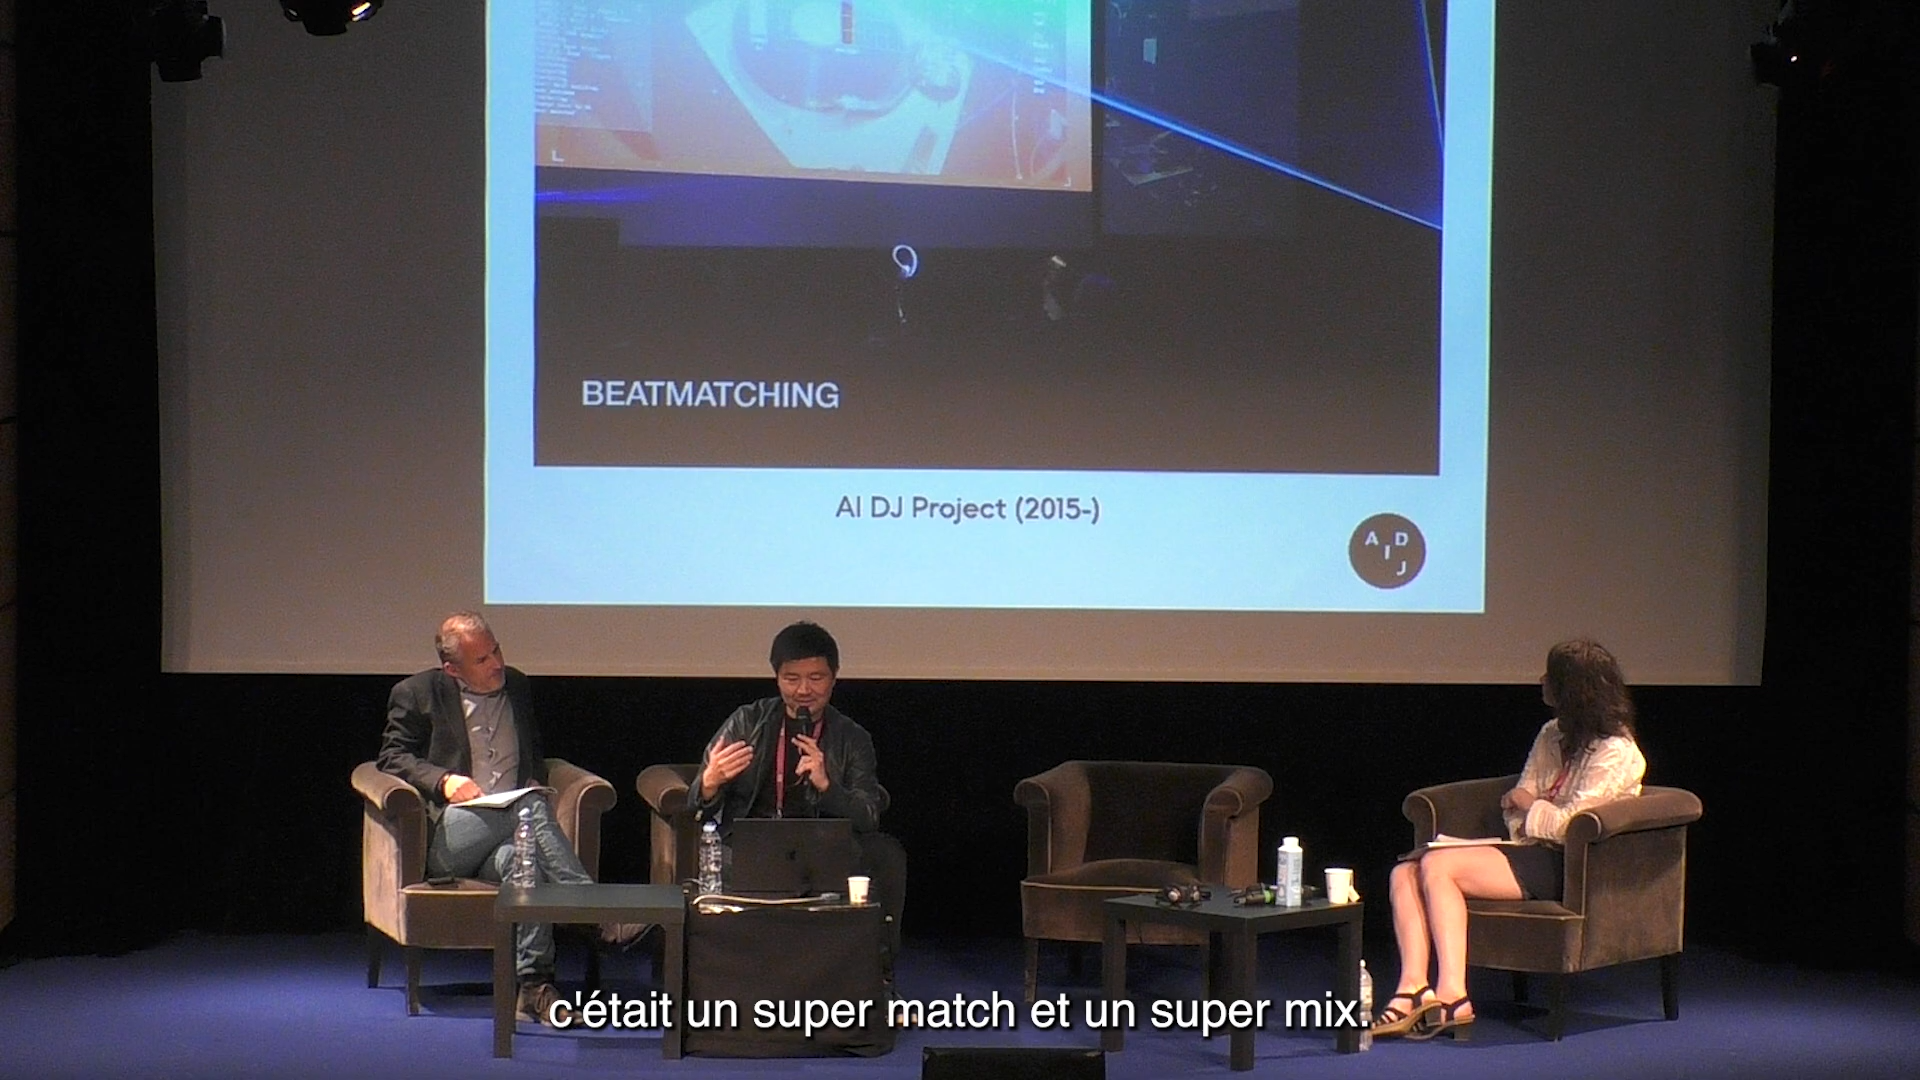 BEATMATCHING
AI DJ Project (2015-)
A I D J
c'était un super match et un super mix.